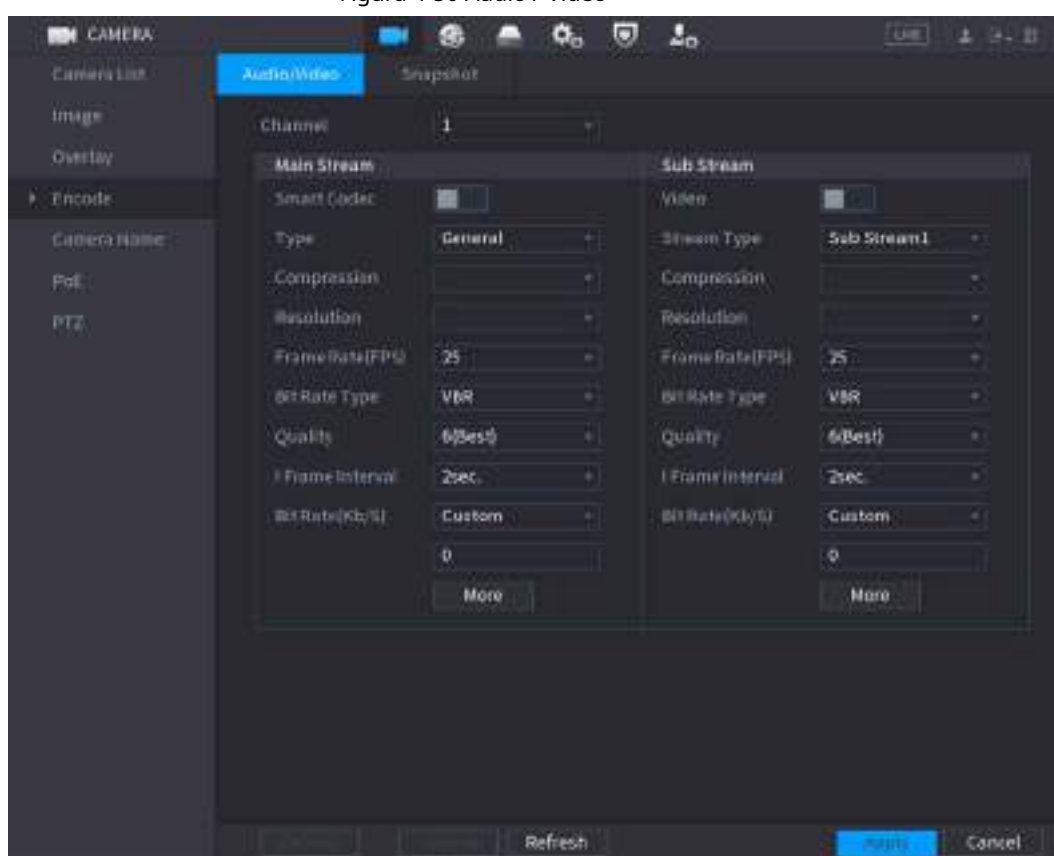 CAMERA
LIVE
Camera List
Image
Overlay
Encode
Camera Name
PoE
PTZ
Audio/Video Snapshot
Channel 1
Main Stream Sub Stream
Smart Codec Video
Type General Stream Type Sub Stream1
Compression Compression
Resolution Resolution
Frame Rate(FPS) 25 Frame Rate(FPS) 25
Bit Rate Type VBR Bit Rate Type VBR
Quality 6(Best) Quality 6(Best)
I Frame Interval 2sec. I Frame Interval 2sec.
Bit Rate(Kb/S) Custom Bit Rate(Kb/S) Custom
0 0
More More
Refresh Apply Cancel